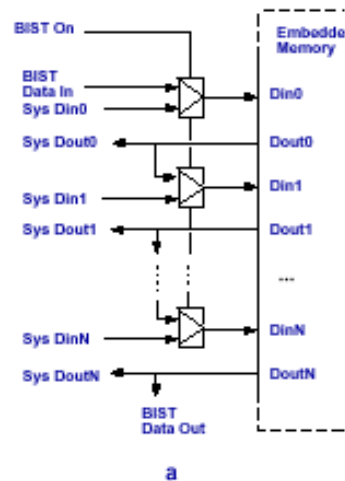 BIST On
Embedde
Memory
BIST
Data In
Din0
Sys Din0
Sys Dout0
Dout0
Din1
Sys Din1
Sys Dout1
Dout1
...
DinN
Sys DinN
Sys DoutN
DoutN
BIST
Data Out
a